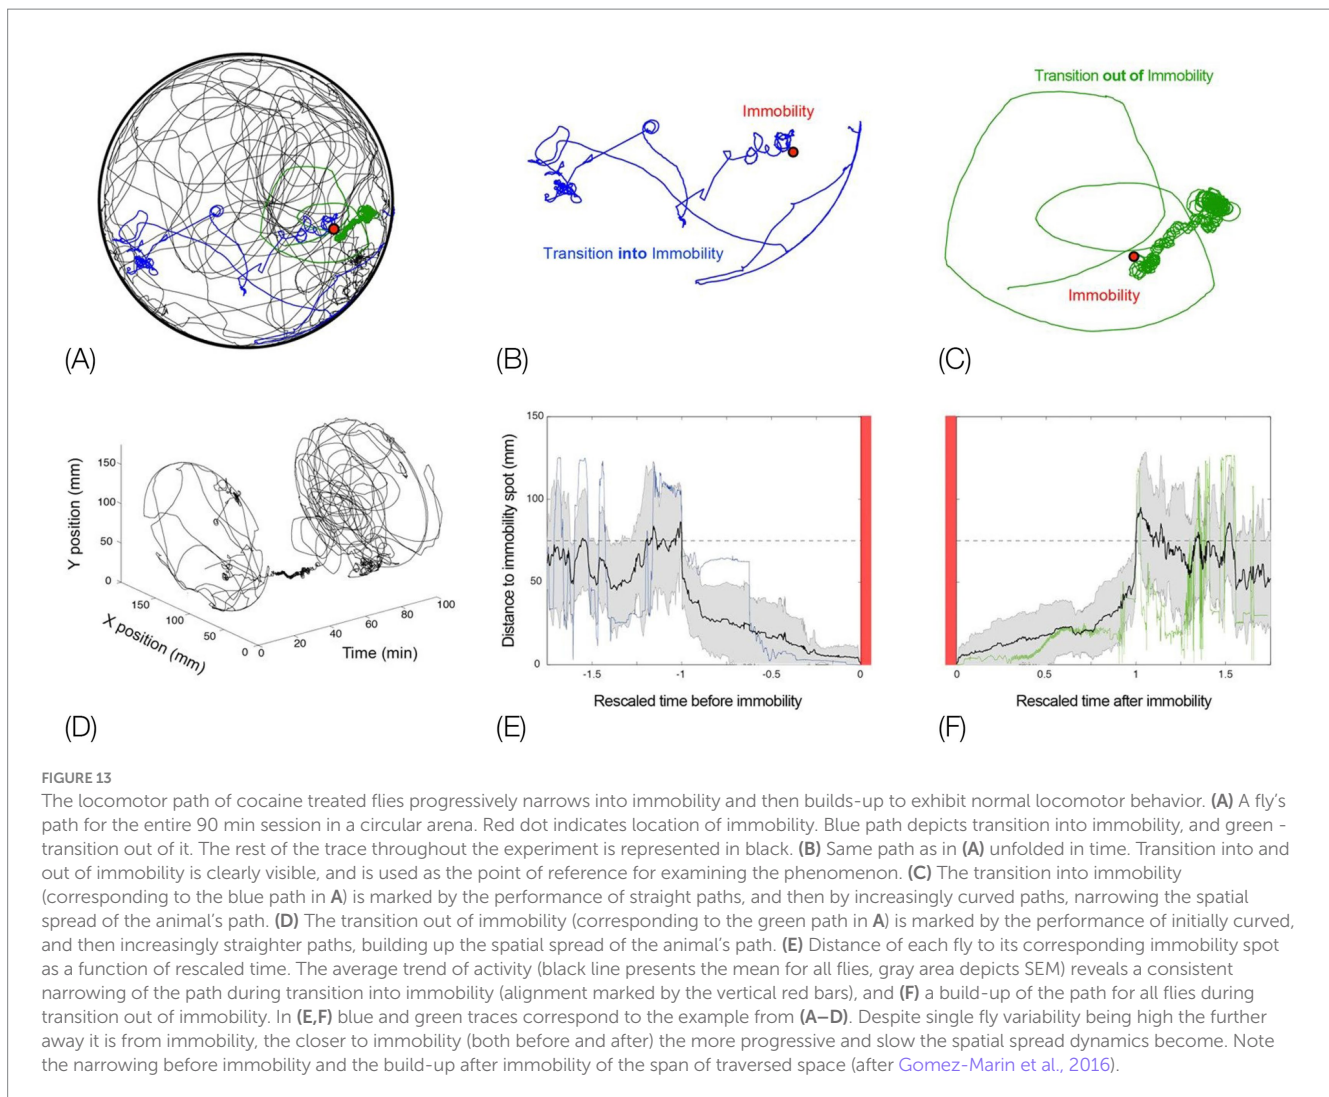 Transition out of Immobility
Immobility
Immobility
Transition into Immobility
(A)
(B)
(C)
Y position (mm)
150
100
50
0
150
100
50
0
X position (mm)
0
20
40
60
80
100
Time (min)
(D)
Distance to immobility spot (mm)
150
100
50
0
-1.5
-1
-0.5
0
Rescaled time before immobility
(E)
0
0.5
1
1.5
Rescaled time after immobility
(F)
FIGURE 13
The locomotor path of cocaine treated flies progressively narrows into immobility and then builds-up to exhibit normal locomotor behavior. (A) A fly's
path for the entire 90 min session in a circular arena. Red dot indicates location of immobility. Blue path depicts transition into immobility, and green -
transition out of it. The rest of the trace throughout the experiment is represented in black. (B) Same path as in (A) unfolded in time. Transition into and
out of immobility is clearly visible, and is used as the point of reference for examining the phenomenon. (C) The transition into immobility
(corresponding to the blue path in A) is marked by the performance of straight paths, and then by increasingly curved paths, narrowing the spatial
spread of the animal's path. (D) The transition out of immobility (corresponding to the green path in A) is marked by the performance of initially curved,
and then increasingly straighter paths, building up the spatial spread of the animal's path. (E) Distance of each fly to its corresponding immobility spot
as a function of rescaled time. The average trend of activity (black line presents the mean for all flies, gray area depicts SEM) reveals a consistent
narrowing of the path during transition into immobility (alignment marked by the vertical red bars), and (F) a build-up of the path for all flies during
transition out of immobility. In (E,F) blue and green traces correspond to the example from (A–D). Despite single fly variability being high the further
away it is from immobility, the closer to immobility (both before and after) the more progressive and slow the spatial spread dynamics become. Note
the narrowing before immobility and the build-up after immobility of the span of traversed space (after Gomez-Marin et al., 2016).